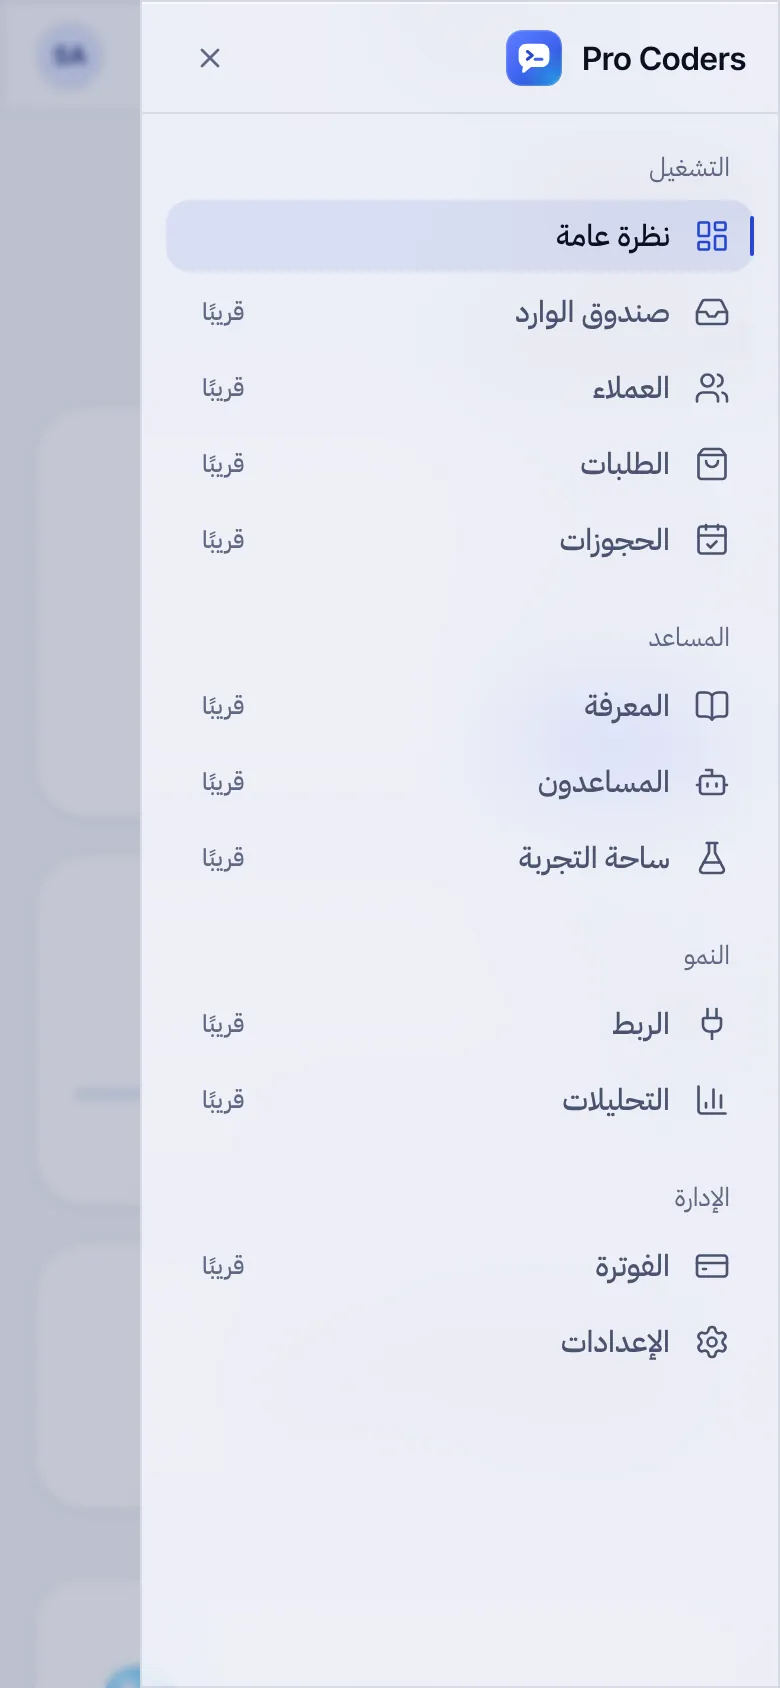 Pro Coders
التشغيل
نظرة عامة
صندوق الوارد قريبًا
العملاء قريبًا
الطلبات قريبًا
الحجوزات قريبًا
المساعد
المعرفة قريبًا
المساعدون قريبًا
ساحة التجربة قريبًا
النمو
الربط قريبًا
التحليلات قريبًا
الإدارة
الفوترة قريبًا
الإعدادات